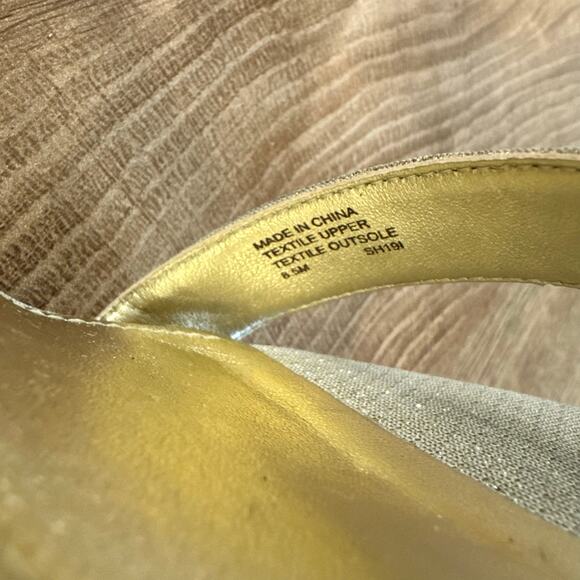 MADE IN CHINA
TEXTILE UPPER
TEXTILE OUTSOLE
8.5M SH19I